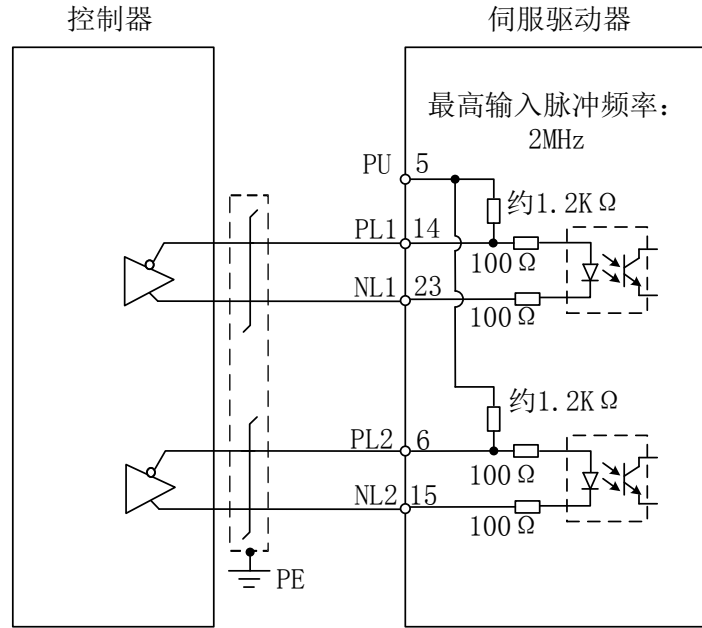 控制器
伺服驱动器
最高输入脉冲频率:
2MHz
PU 5
约1.2KΩ
PL1 14
100Ω
NL1 23
100Ω
约1.2KΩ
PL2 6
100Ω
NL2 15
100Ω
PE